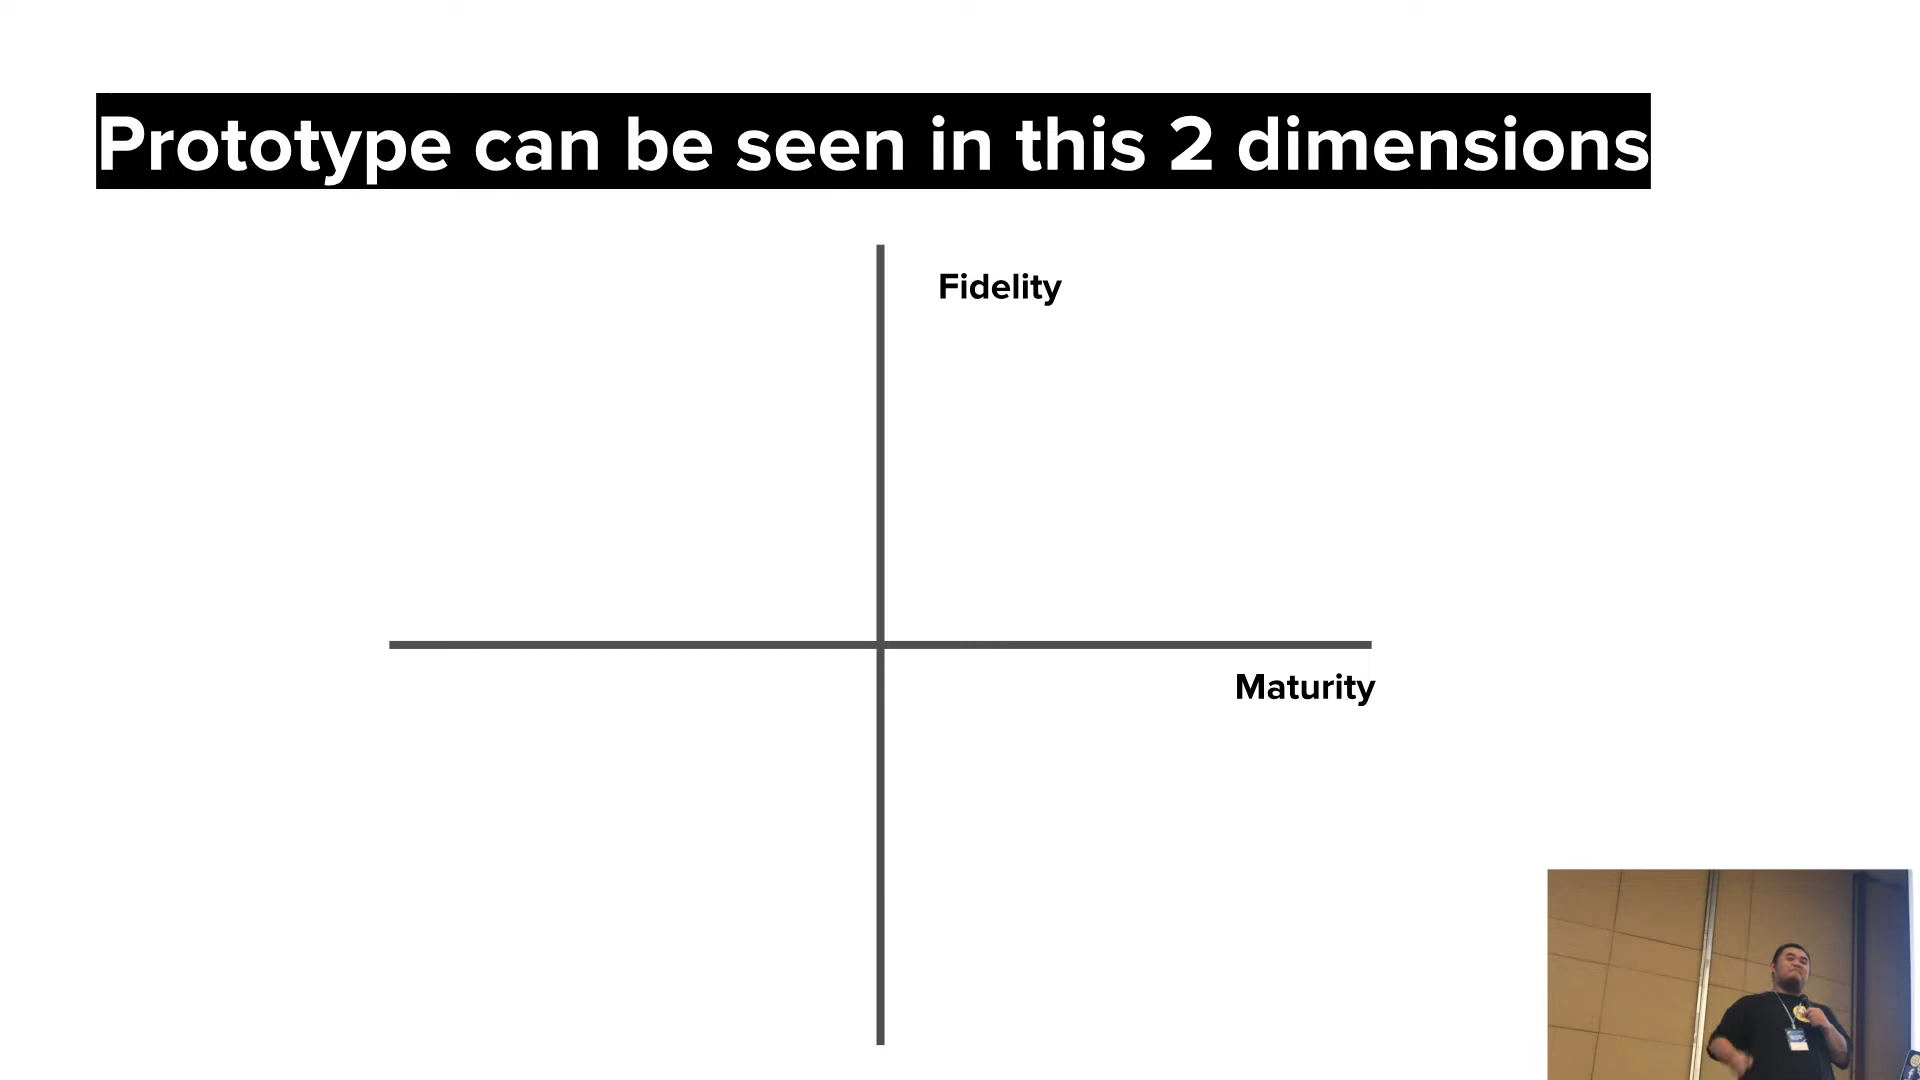 Prototype can be seen in this 2 dimensions
Fidelity
Maturity